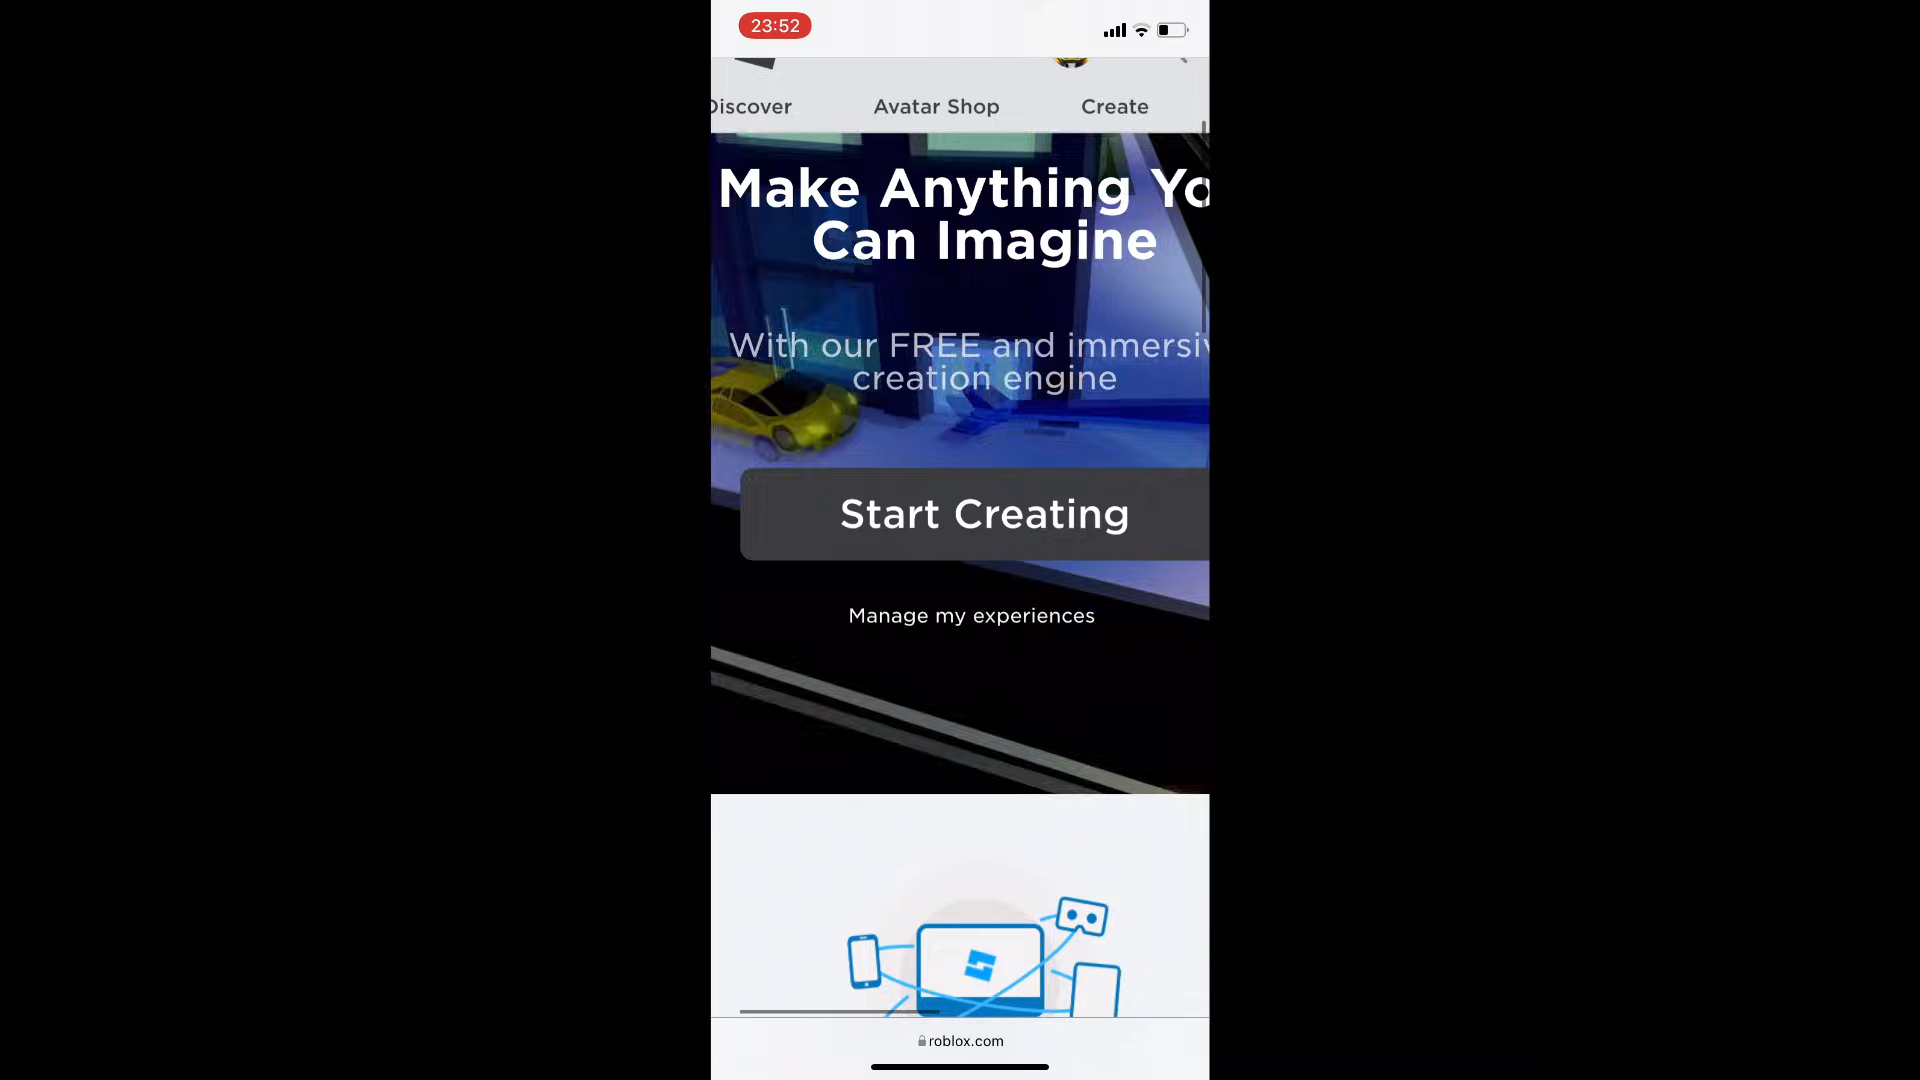 23:52
Discover Avatar Shop Create
Make Anything Yo
Can Imagine
With our FREE and immersiv
creation engine
Start Creating
Manage my experiences
roblox.com